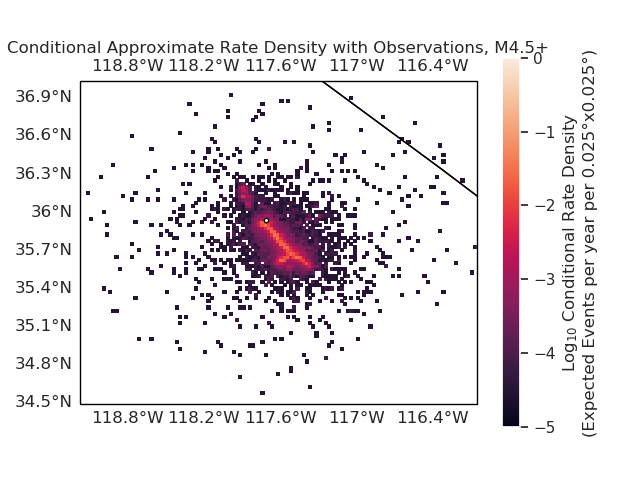 Conditional Approximate Rate Density with Observations, M4.5+
118.8°W 118.2°W 117.6°W 117°W 116.4°W
36.9°N
36.6°N
36.3°N
36°N
35.7°N
35.4°N
35.1°N
34.8°N
34.5°N
118.8°W 118.2°W 117.6°W 117°W 116.4°W
0
−1
−2
−3
−4
−5
Log₁₀ Conditional Rate Density
(Expected Events per year per 0.025°x0.025°)